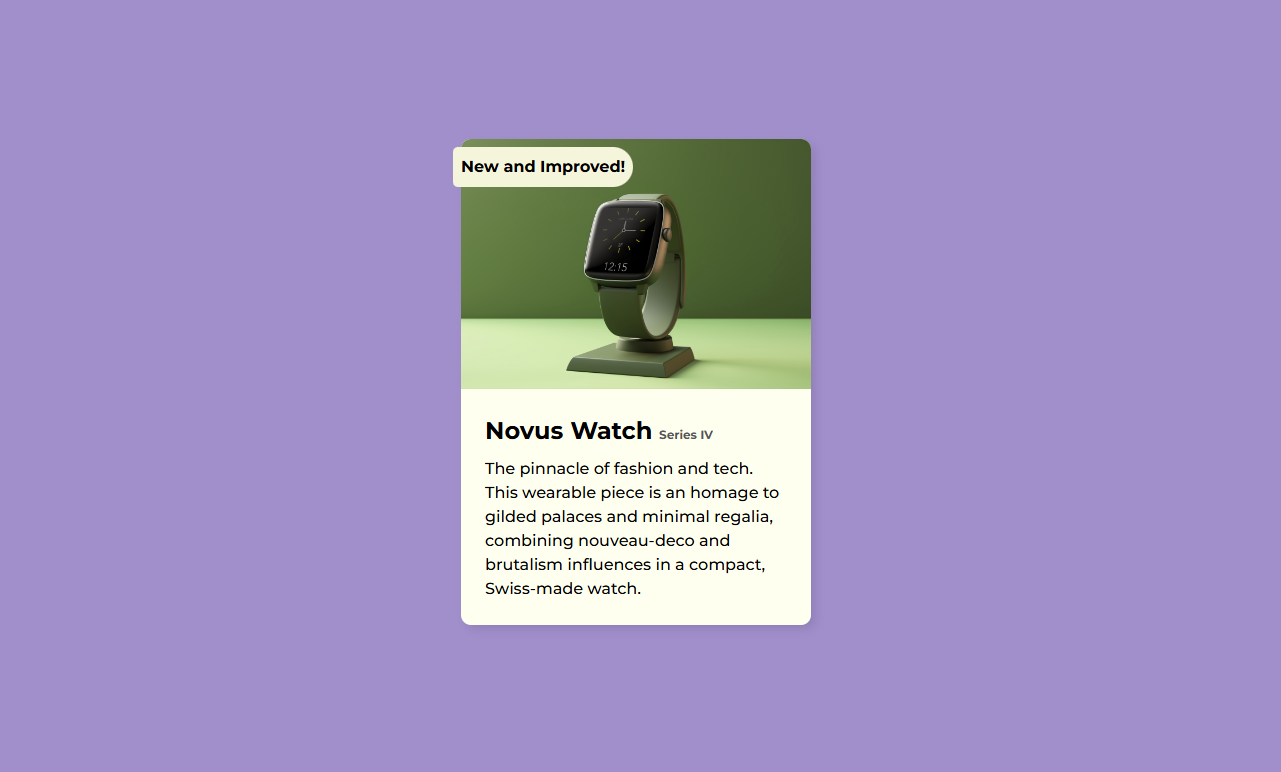 New and Improved!
12:15
Novus Watch Series IV
The pinnacle of fashion and tech.
This wearable piece is an homage to
gilded palaces and minimal regalia,
combining nouveau-deco and
brutalism influences in a compact,
Swiss-made watch.